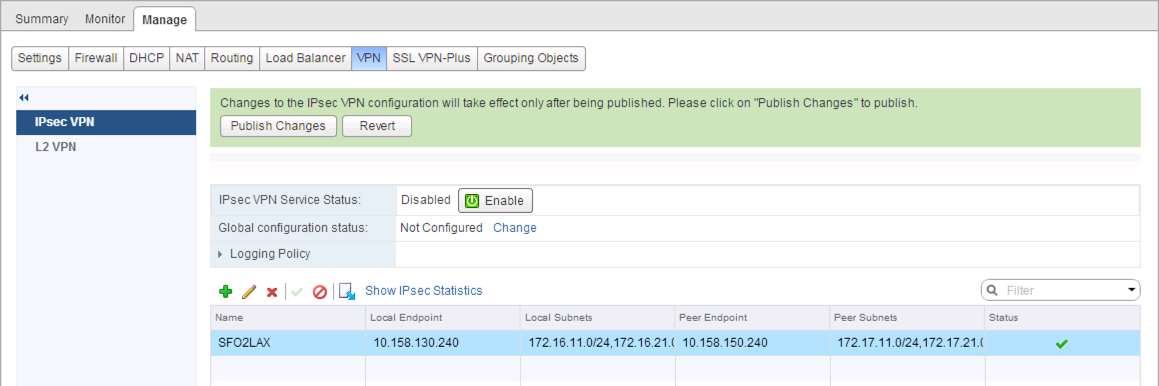 Summary Monitor Manage
Settings Firewall DHCP NAT Routing Load Balancer VPN SSL VPN-Plus Grouping Objects
IPsec VPN
L2 VPN
Changes to the IPsec VPN configuration will take effect only after being published. Please click on "Publish Changes" to publish.
Publish Changes Revert
IPsec VPN Service Status: Disabled Enable
Global configuration status: Not Configured Change
Logging Policy
Show IPsec Statistics Filter
Name Local Endpoint Local Subnets Peer Endpoint Peer Subnets Status
SFO2LAX 10.158.130.240 172.16.11.0/24,172.16.21.0 10.158.150.240 172.17.11.0/24,172.17.21.0